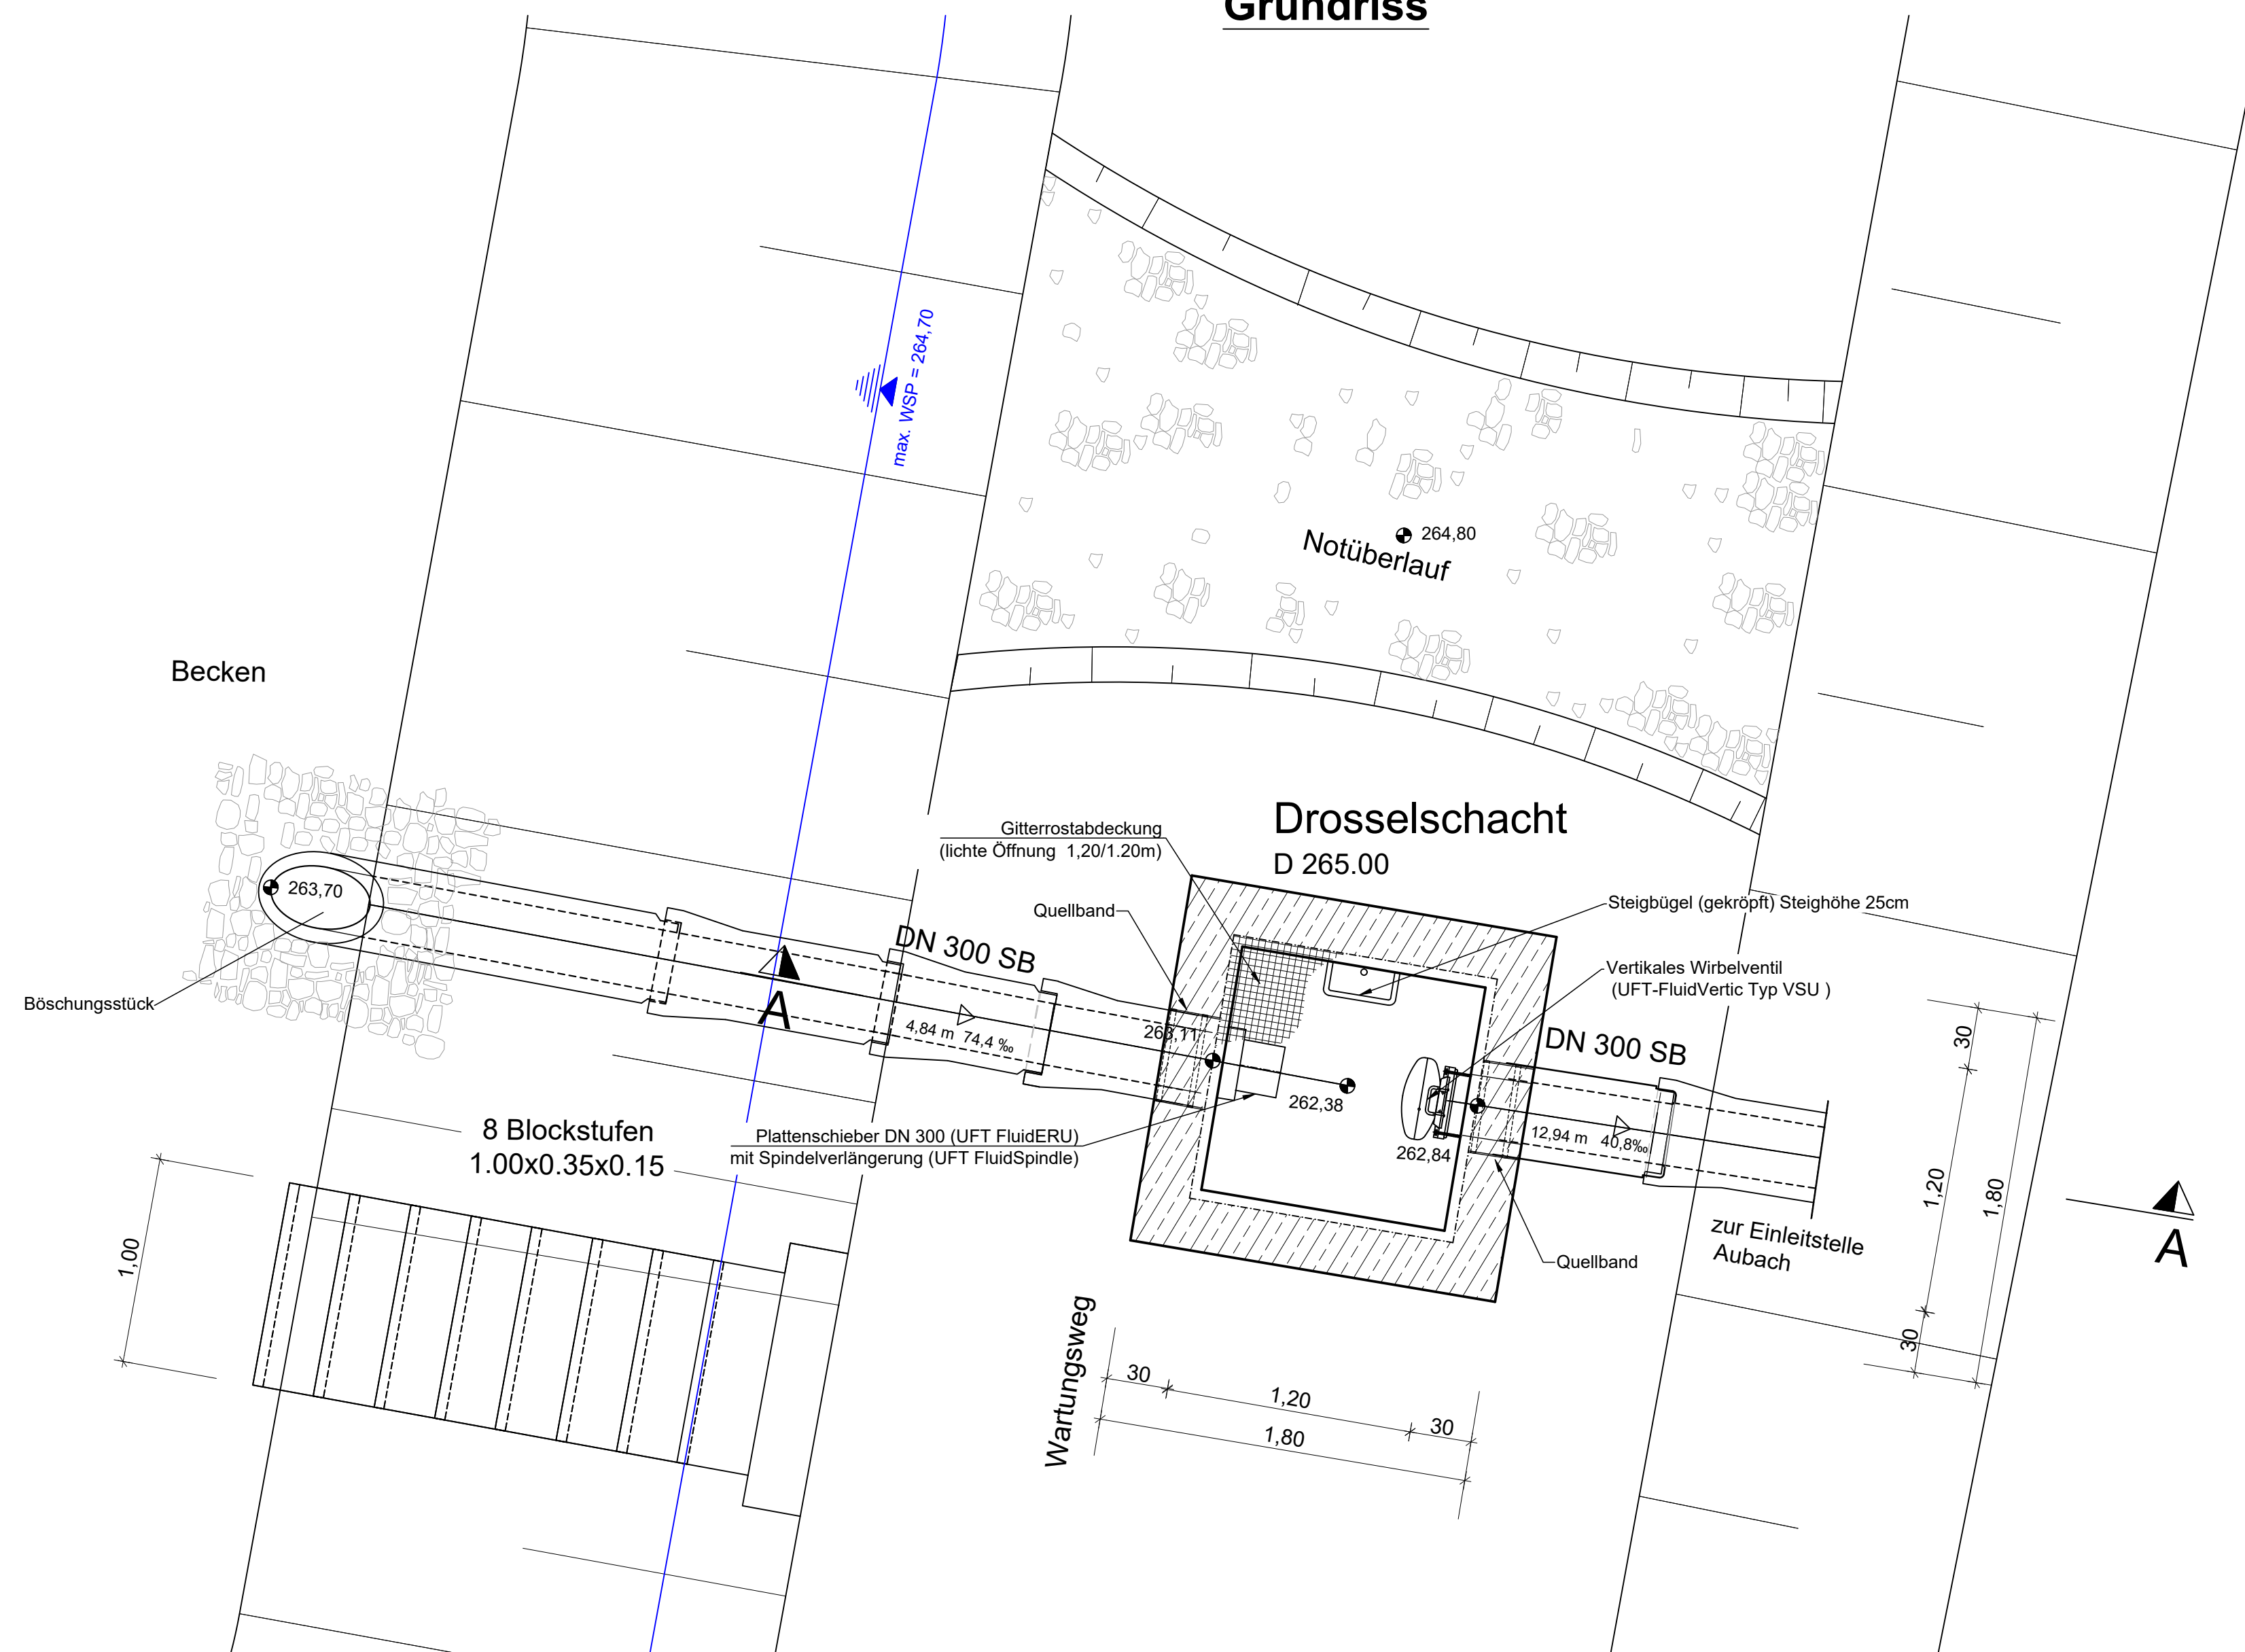 Grundriss
max. WSP = 264,70
264,80
Notüberlauf
Becken
Drosselschacht
D 265.00
Gitterrostabdeckung
(lichte Öffnung 1,20/1.20m)
Quellband
Steigbügel (gekröpft) Steighöhe 25cm
Vertikales Wirbelventil
(UFT-FluidVertic Typ VSU )
263,70
Böschungsstück
DN 300 SB
A
4,84 m 74,4 ‰
263,11
262,38
DN 300 SB
12,94 m 40,8‰
262,84
Plattenschieber DN 300 (UFT FluidERU)
mit Spindelverlängerung (UFT FluidSpindle)
8 Blockstufen
1.00x0.35x0.15
1,00
zur Einleitstelle
Aubach
Quellband
A
30
1,20
1,80
30
Wartungsweg
30
1,20
30
1,80